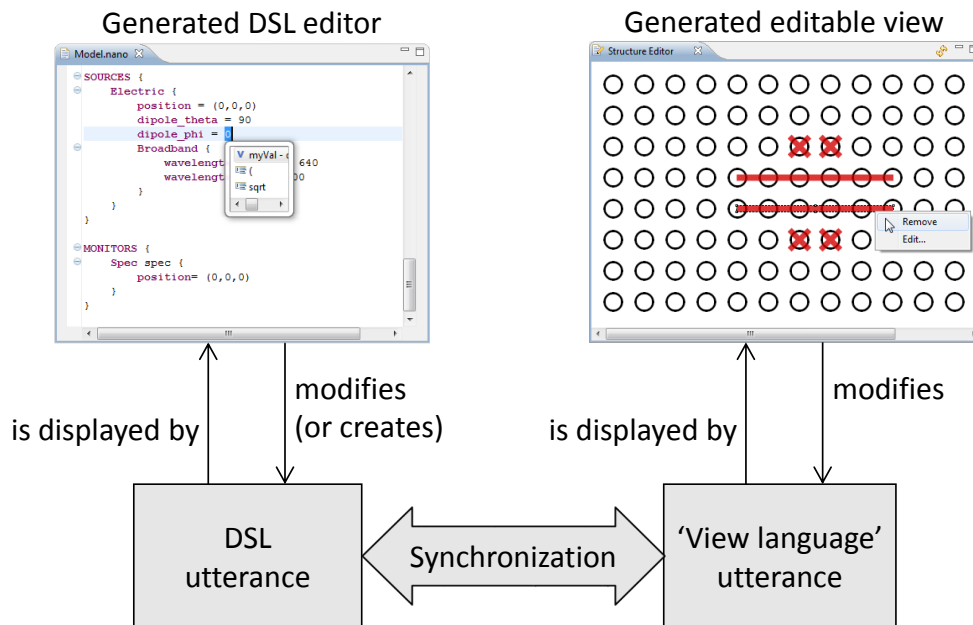 Generated DSL editor
Generated editable view
Model.nano
SOURCES {
Electric {
position = (0,0,0)
dipole_theta = 90
dipole_phi = 0
Broadband {
wavelength 640
wavelength 00
}
}
}
MONITORS {
Spec spec {
position= (0,0,0)
}
}
V myVal -
(
sqrt
Structure Editor
Remove
Edit...
is displayed by
modifies
(or creates)
is displayed by
modifies
DSL
utterance
Synchronization
‘View language’
utterance